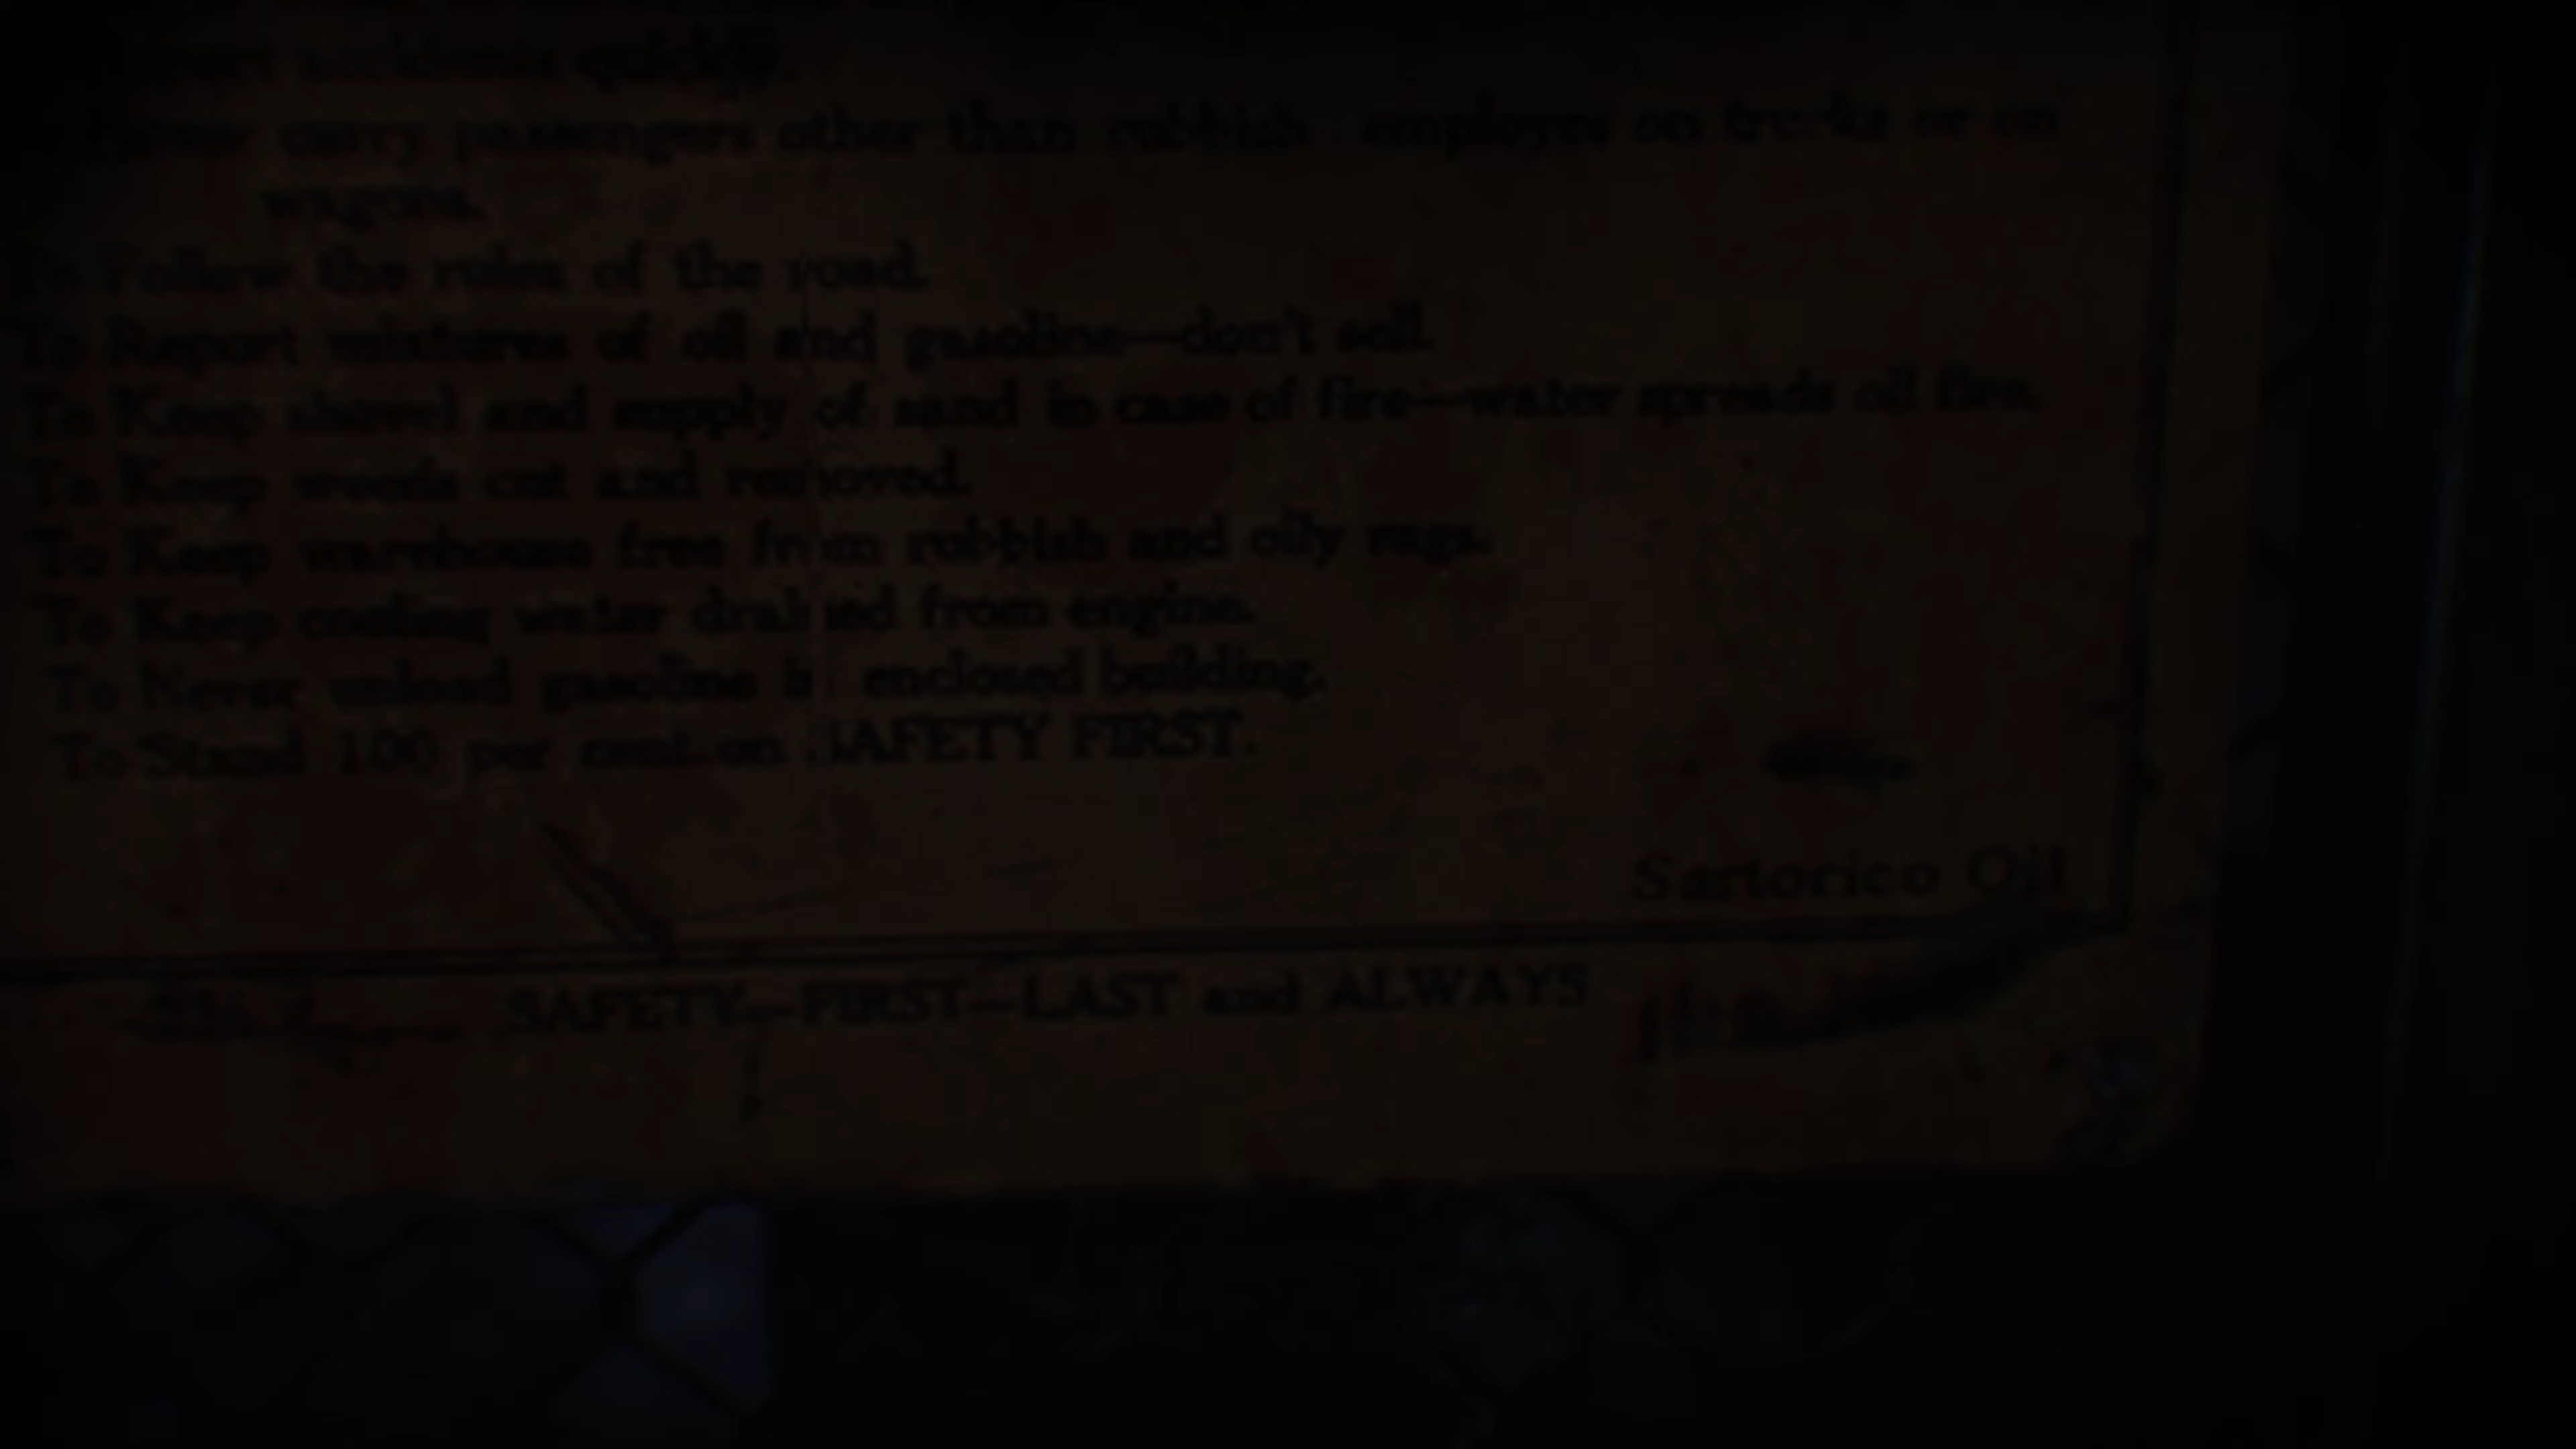 accidents quickly.
Never carry passengers other than rubbish employes on trucks or on
wagons.
To Follow the rules of the road.
To Report mixtures of oil and gasoline—don't sell.
To Keep shovel and supply of sand in case of fire—water spreads oil fire.
To Keep weeds cut and removed.
To Keep warehouse free from rubbish and oily rags.
To Keep cooling water drained from engine.
To Never unload gasoline in enclosed building.
To Stand 100 per cent on SAFETY FIRST.
Sartorico Oil
SAFETY—FIRST—LAST and ALWAYS